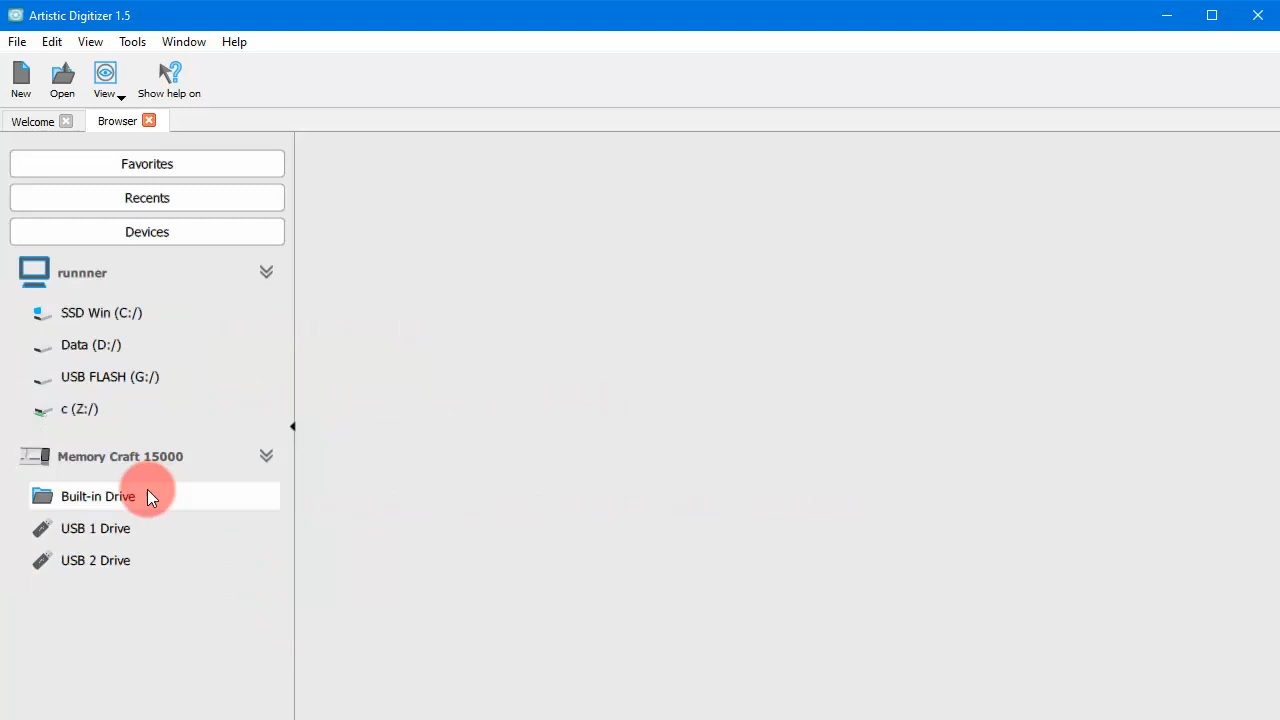 Artistic Digitizer 1.5
File Edit View Tools Window Help
New Open View Show help on
Welcome Browser
Favorites
Recents
Devices
runnner
SSD Win (C:/)
Data (D:/)
USB FLASH (G:/)
c (Z:/)
Memory Craft 15000
Built-in Drive
USB 1 Drive
USB 2 Drive